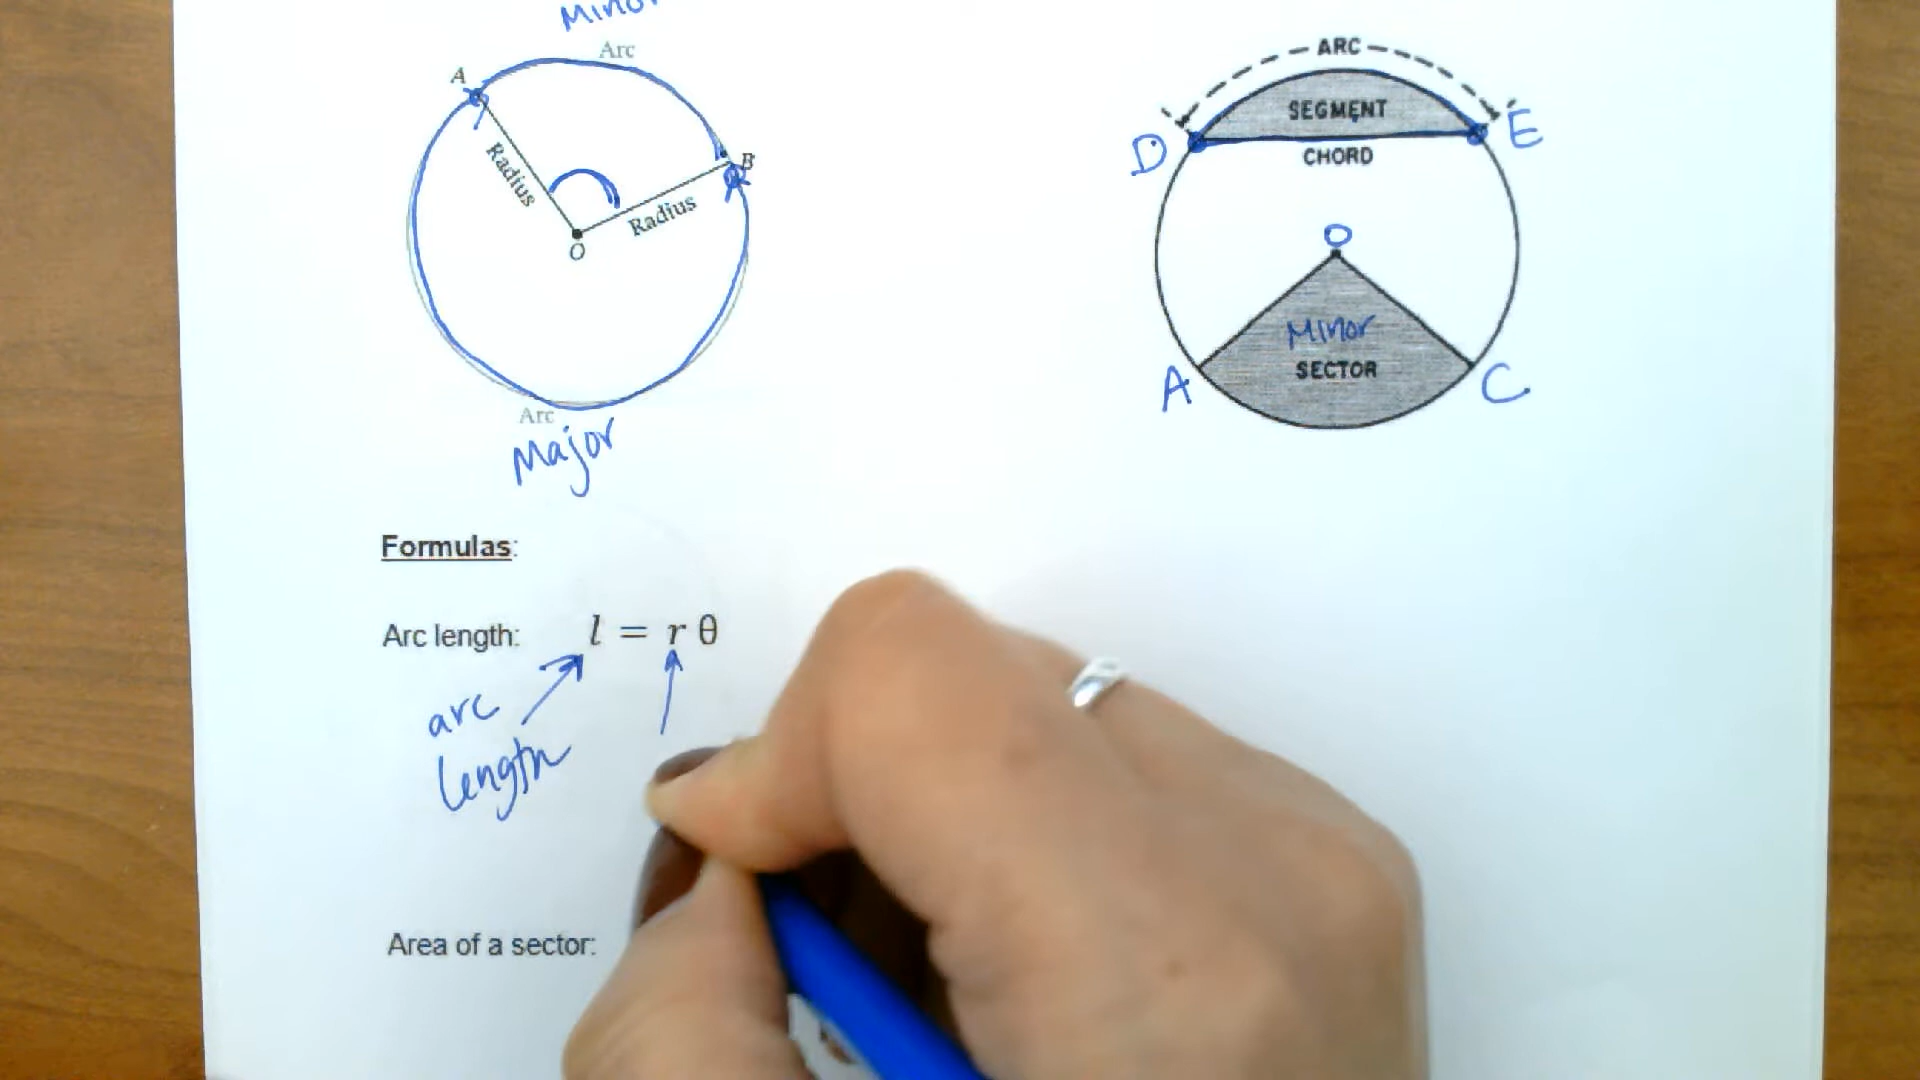 Minor
Arc
A
B
Radius
Radius
O
Arc
Major
ARC
SEGMENT
D
E
CHORD
O
Minor
SECTOR
A
C
Formulas:
Arc length: l = r θ
arc
length
Area of a sector: